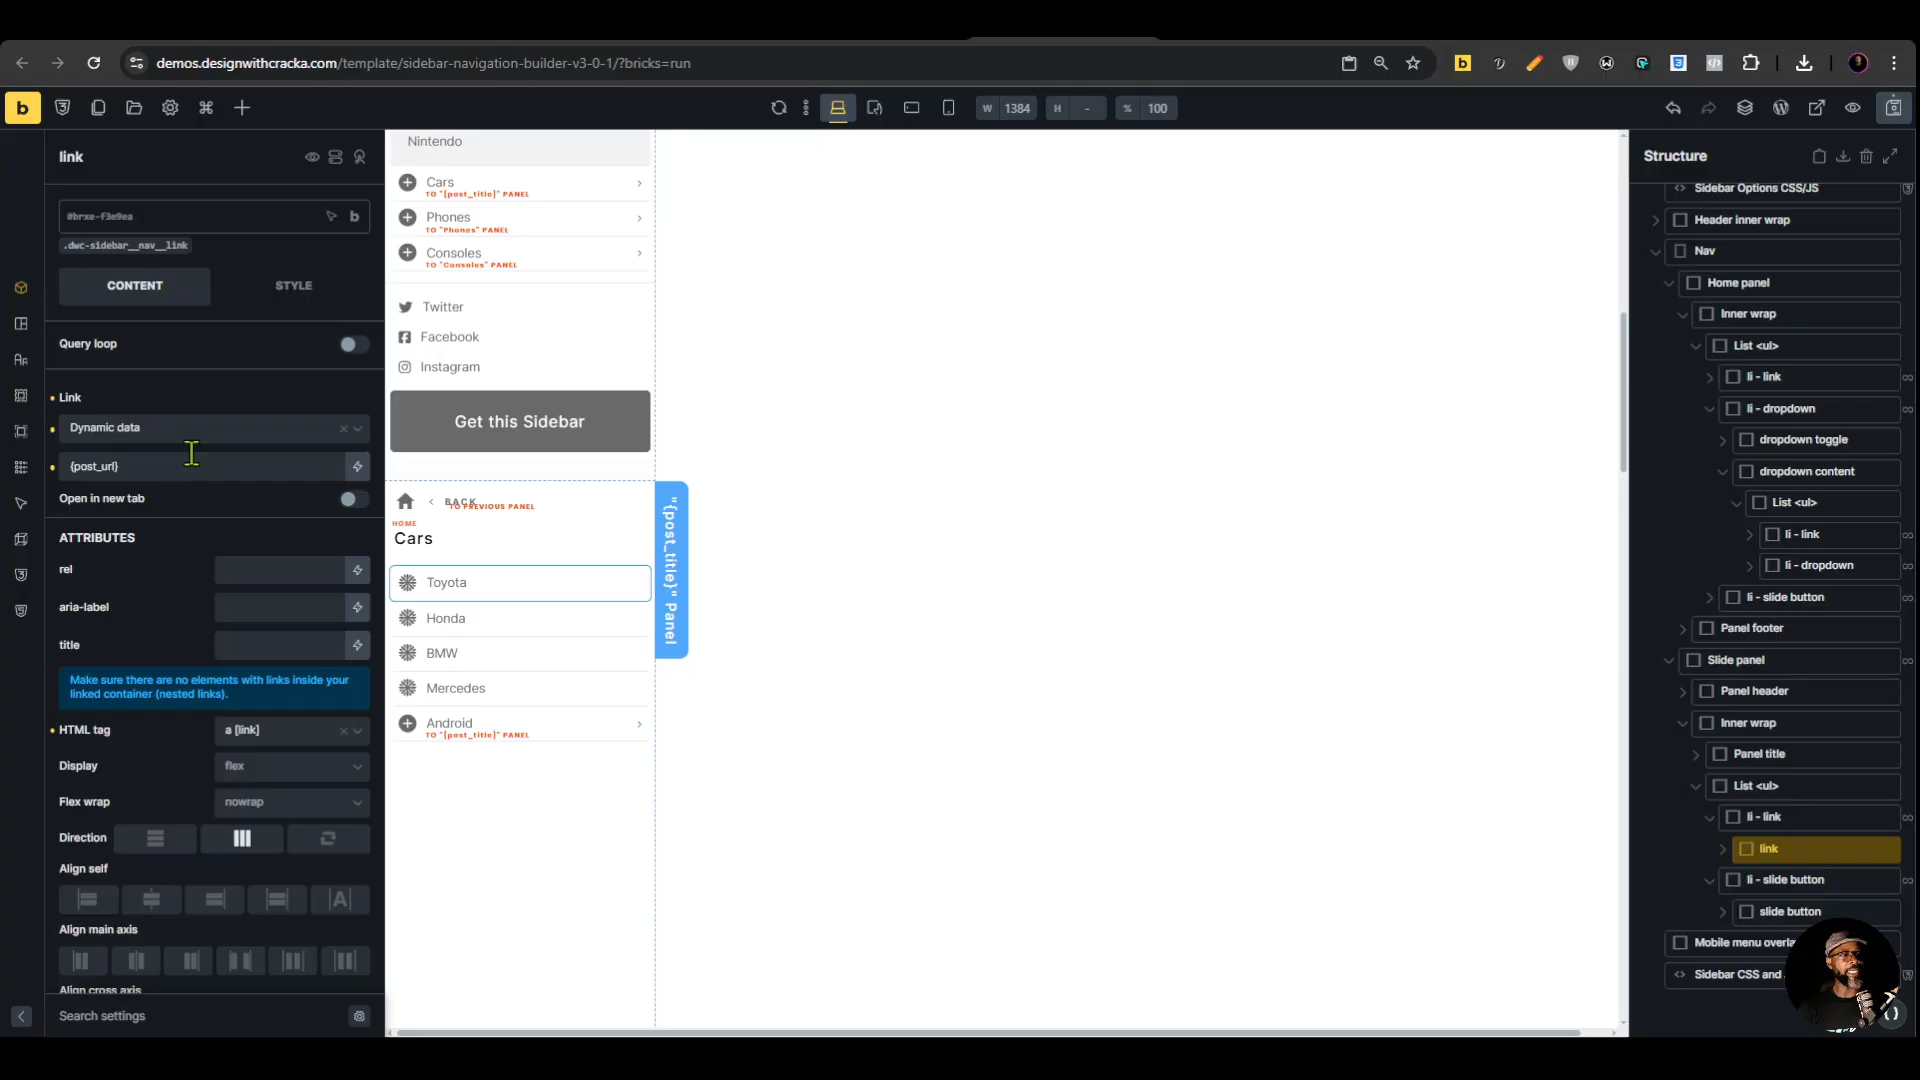 demos.designwithcracka.com/template/sidebar-navigation-builder-v3-0-1/?bricks=run
b
W 1384 H - % 100
link
#brxe-f3e9ea
b
.dwc-sidebar__nav__link
CONTENT
STYLE
Query loop
Link
Dynamic data
{post_url}
Open in new tab
ATTRIBUTES
rel
aria-label
title
Make sure there are no elements with links inside your
linked container (nested links).
HTML tag
a [link]
Display
flex
Flex wrap
nowrap
Direction
Align self
Align main axis
Align cross axis
Search settings
Nintendo
Cars
TO "{post_title}" PANEL
Phones
TO "Phones" PANEL
Consoles
TO "Consoles" PANEL
Twitter
Facebook
Instagram
Get this Sidebar
BACK
TO PREVIOUS PANEL
HOME
Cars
Toyota
Honda
BMW
Mercedes
Android
TO "{post_title}" PANEL
"{post_title}" Panel
Structure
Sidebar Options CSS/JS
Header inner wrap
Nav
Home panel
Inner wrap
List <ul>
li - link
li - dropdown
dropdown toggle
dropdown content
List <ul>
li - link
li - dropdown
li - slide button
Panel footer
Slide panel
Panel header
Inner wrap
Panel title
List <ul>
li - link
link
li - slide button
slide button
Mobile menu overla
Sidebar CSS and